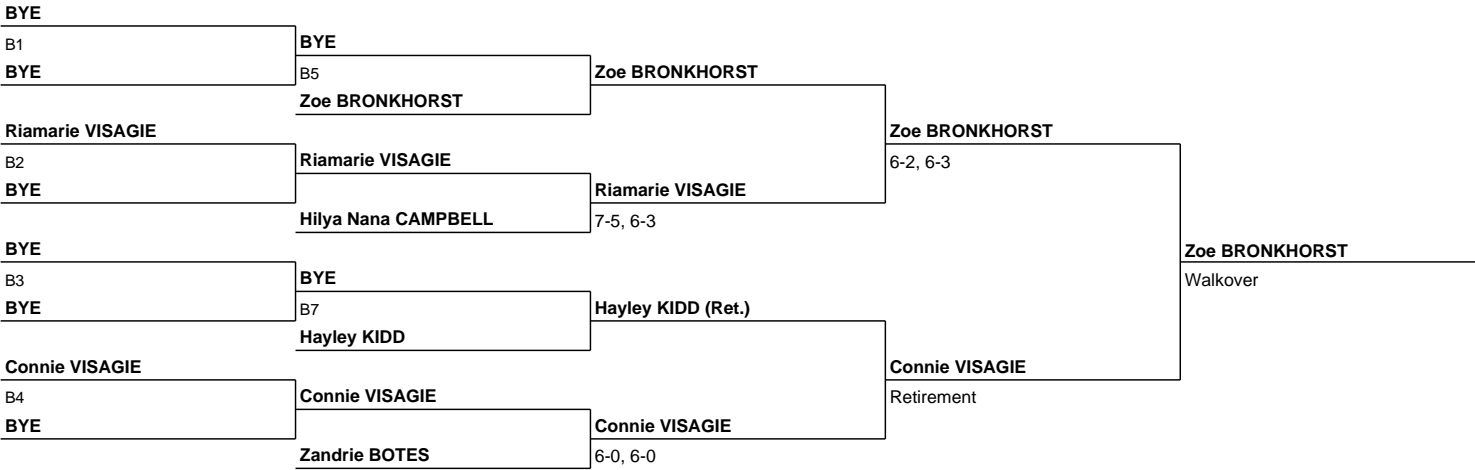 BYE
B1
BYE
BYE
B5
Zoe BRONKHORST
Zoe BRONKHORST
Riamarie VISAGIE
B2
BYE
Riamarie VISAGIE
Hilya Nana CAMPBELL
Riamarie VISAGIE
7-5, 6-3
Zoe BRONKHORST
6-2, 6-3
BYE
B3
BYE
BYE
B7
Hayley KIDD
Hayley KIDD (Ret.)
Connie VISAGIE
B4
BYE
Connie VISAGIE
Zandrie BOTES
Connie VISAGIE
6-0, 6-0
Connie VISAGIE
Retirement
Zoe BRONKHORST
Walkover